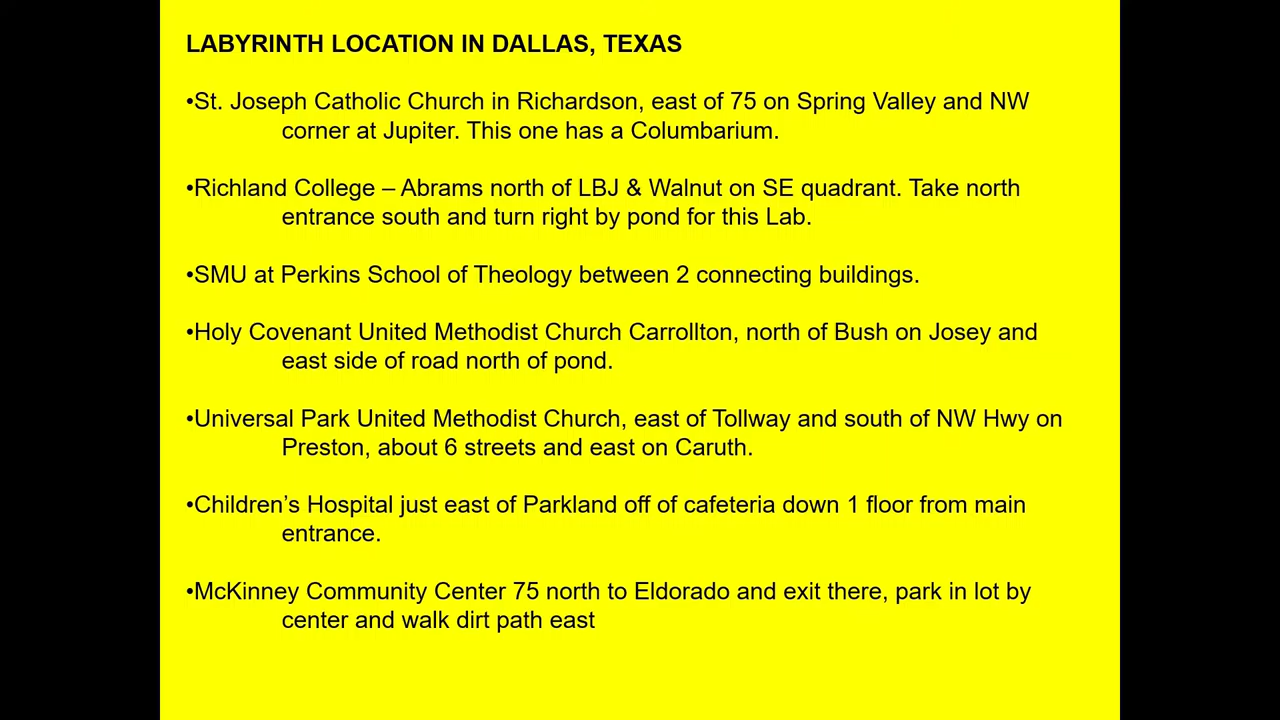 LABYRINTH LOCATION IN DALLAS, TEXAS
•St. Joseph Catholic Church in Richardson, east of 75 on Spring Valley and NW
corner at Jupiter. This one has a Columbarium.
•Richland College – Abrams north of LBJ & Walnut on SE quadrant. Take north
entrance south and turn right by pond for this Lab.
•SMU at Perkins School of Theology between 2 connecting buildings.
•Holy Covenant United Methodist Church Carrollton, north of Bush on Josey and
east side of road north of pond.
•Universal Park United Methodist Church, east of Tollway and south of NW Hwy on
Preston, about 6 streets and east on Caruth.
•Children’s Hospital just east of Parkland off of cafeteria down 1 floor from main
entrance.
•McKinney Community Center 75 north to Eldorado and exit there, park in lot by
center and walk dirt path east